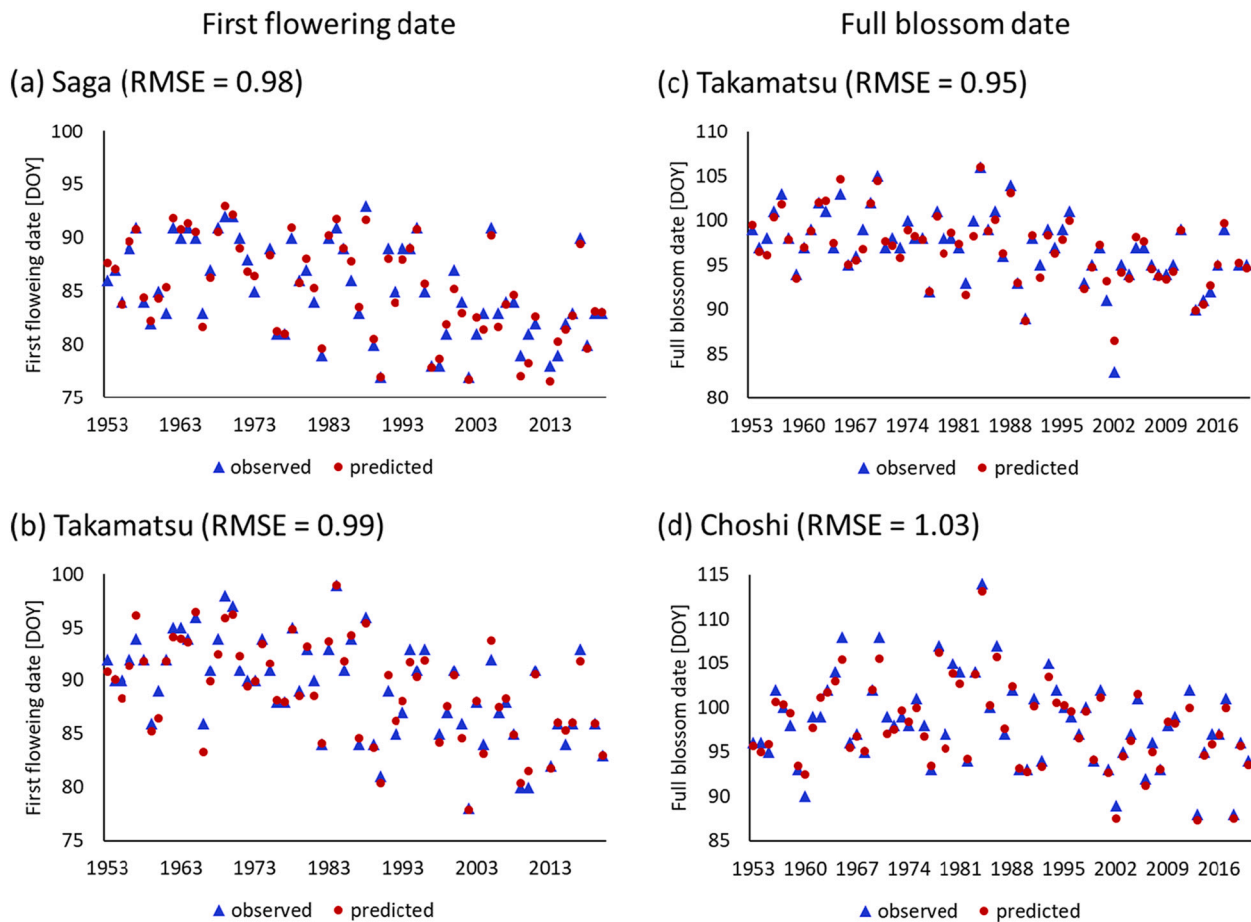 First flowering date
Full blossom date
(a) Saga (RMSE = 0.98)
First floweing date [DOY]
100
95
90
85
80
75
1953 1963 1973 1983 1993 2003 2013
observed predicted
(c) Takamatsu (RMSE = 0.95)
Full blossom date [DOY]
110
105
100
95
90
85
80
1953 1960 1967 1974 1981 1988 1995 2002 2009 2016
observed predicted
(b) Takamatsu (RMSE = 0.99)
First floweing date [DOY]
100
95
90
85
80
75
1953 1963 1973 1983 1993 2003 2013
observed predicted
(d) Choshi (RMSE = 1.03)
Full blossom date [DOY]
115
110
105
100
95
90
85
1953 1960 1967 1974 1981 1988 1995 2002 2009 2016
observed predicted